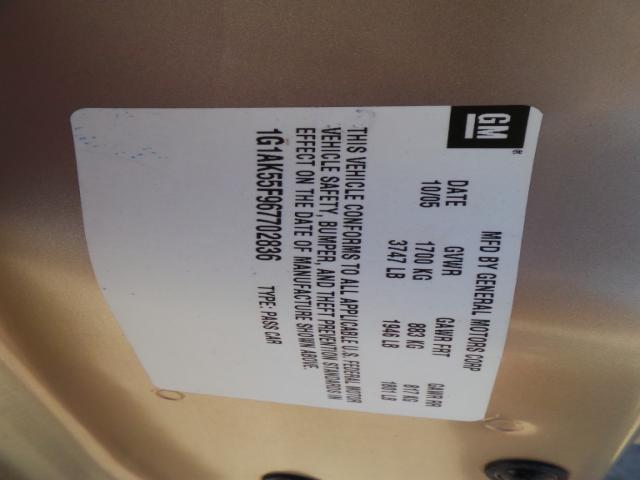 GM
MFD BY GENERAL MOTORS CORP
DATE GVWR GAWR FRT GAWR RR
10/05 1700 KG 883 KG 817 KG
3747 LB 1946 LB 1801 LB
THIS VEHICLE CONFORMS TO ALL APPLICABLE U.S. FEDERAL MOTOR
VEHICLE SAFETY, BUMPER, AND THEFT PREVENTION STANDARDS IN
EFFECT ON THE DATE OF MANUFACTURE SHOWN ABOVE.
1G1AK55F967702836 TYPE: PASS CAR